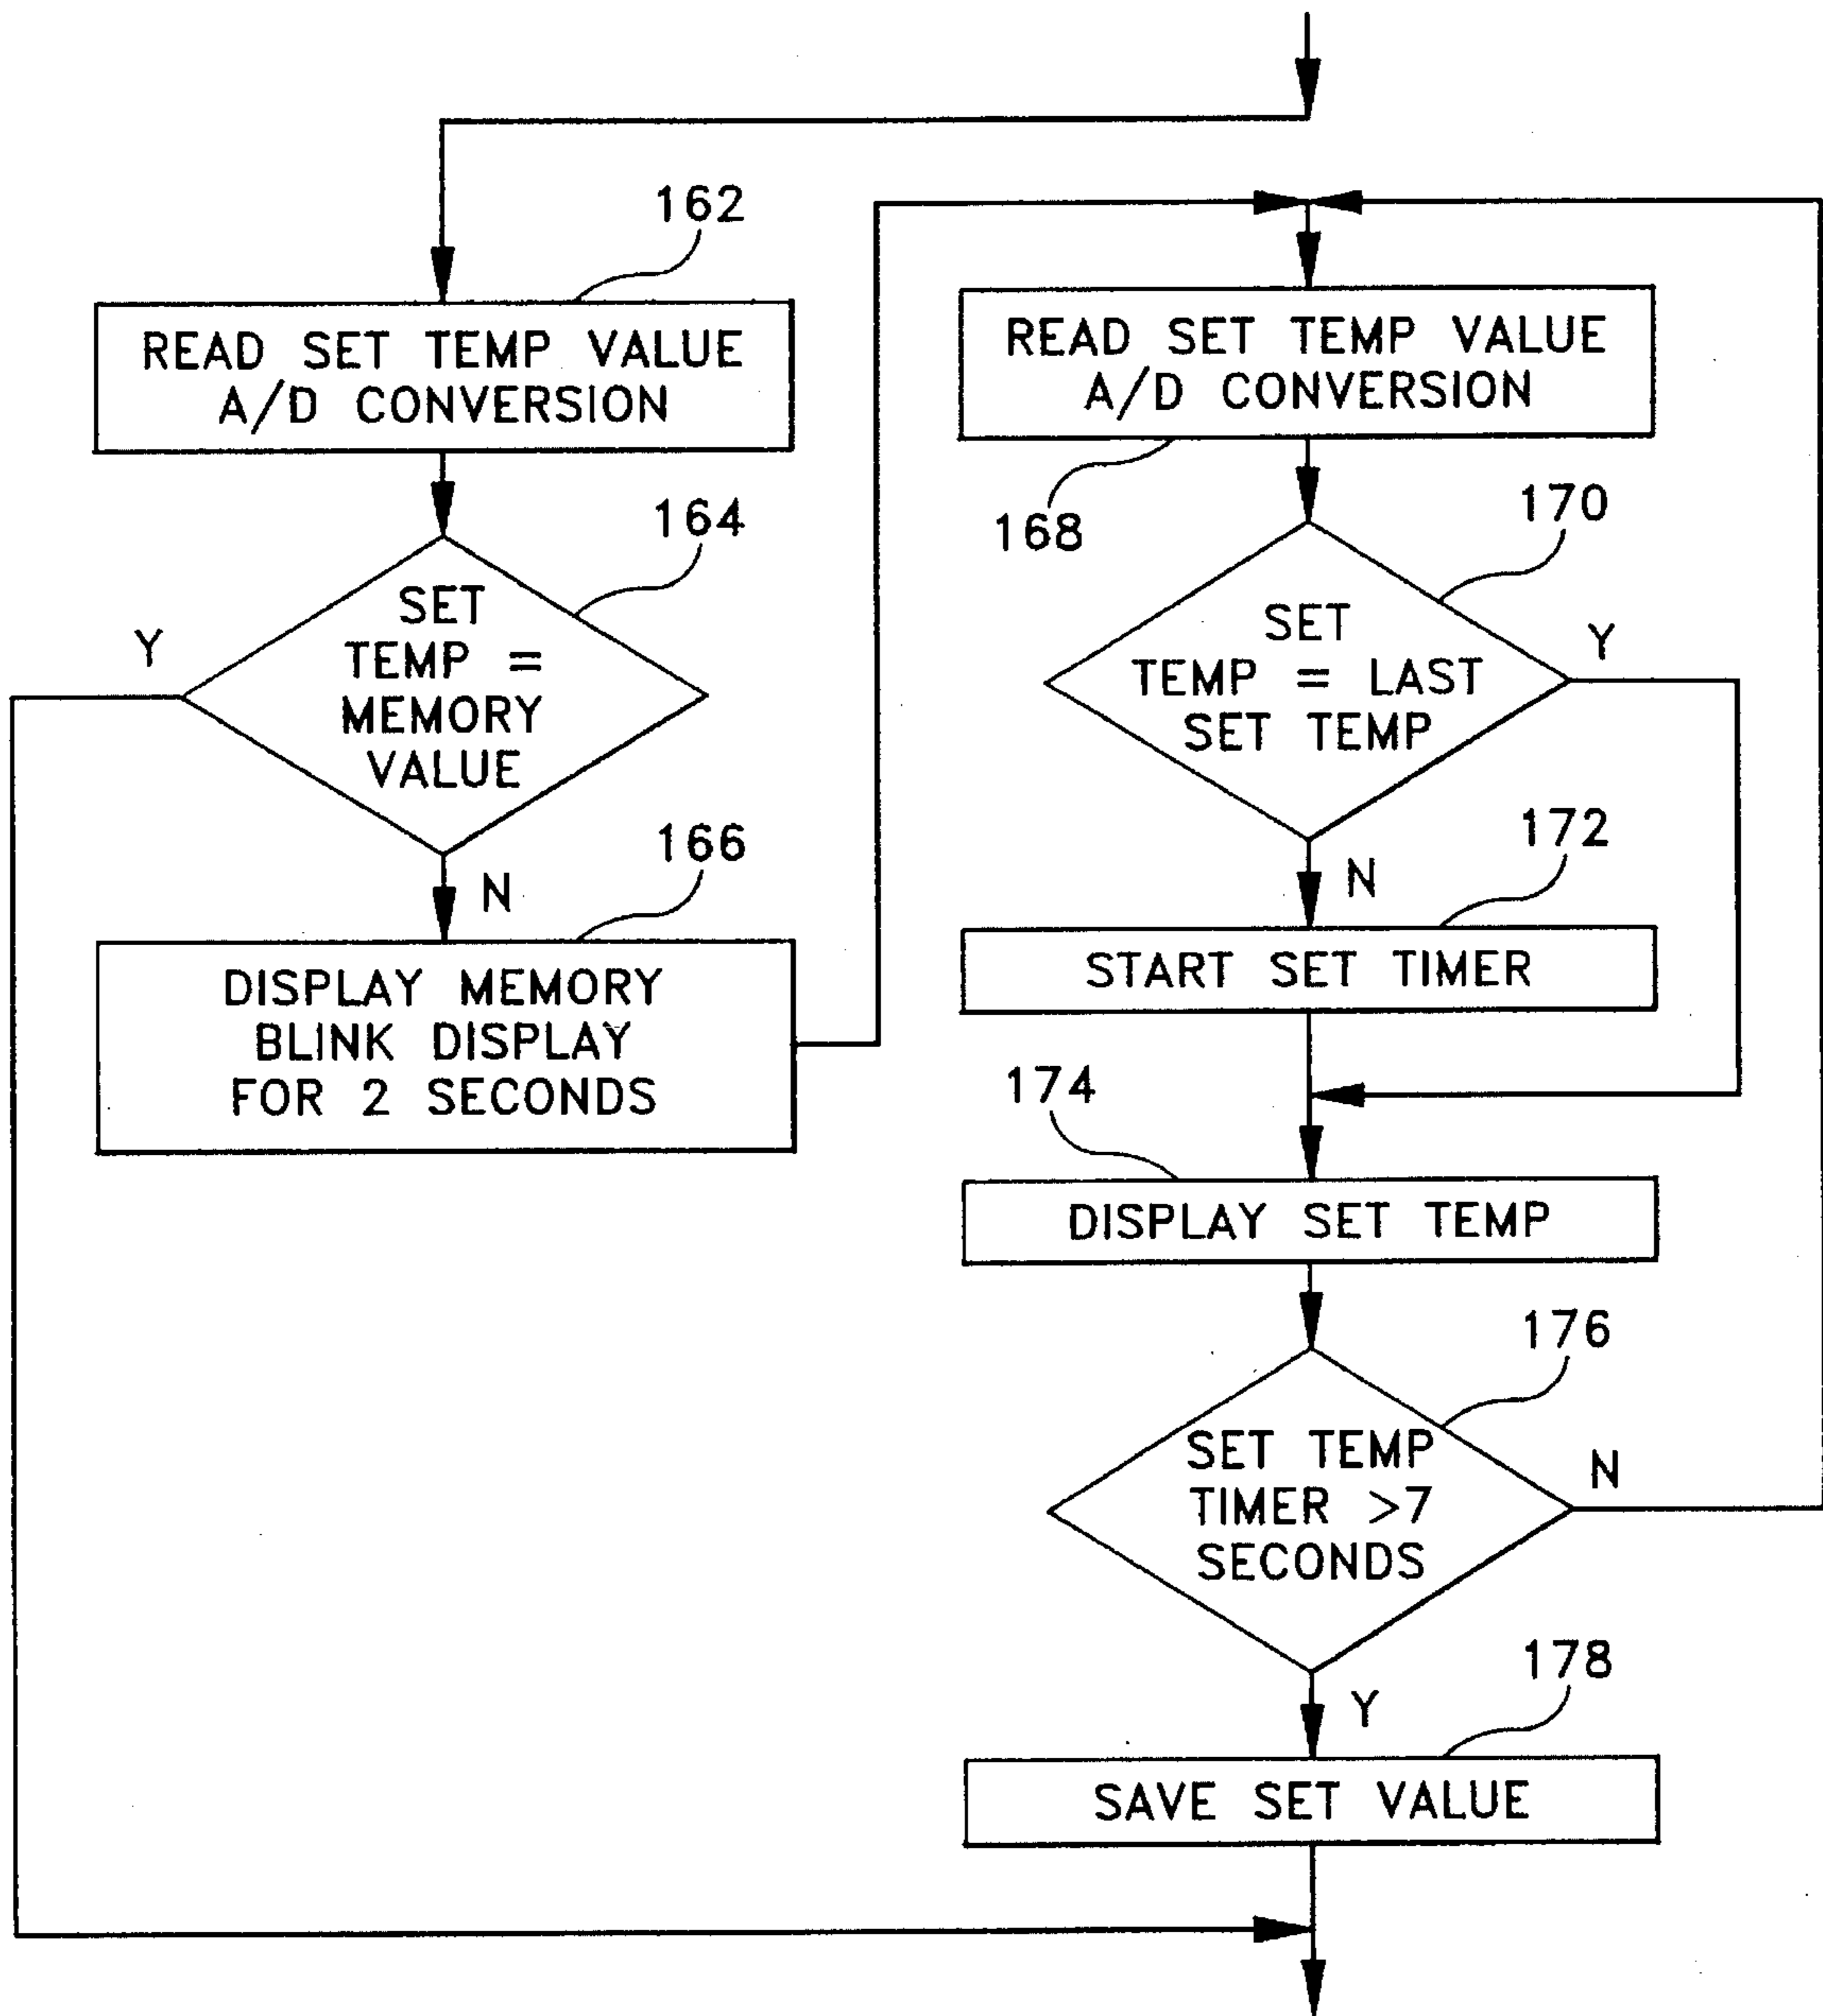 162
READ SET TEMP VALUE
A/D CONVERSION
164
SET
TEMP =
MEMORY
VALUE
Y
N
166
DISPLAY MEMORY
BLINK DISPLAY
FOR 2 SECONDS
READ SET TEMP VALUE
A/D CONVERSION
168
170
SET
TEMP = LAST
SET TEMP
Y
N
172
START SET TIMER
174
DISPLAY SET TEMP
176
SET TEMP
TIMER >7
SECONDS
N
Y
178
SAVE SET VALUE